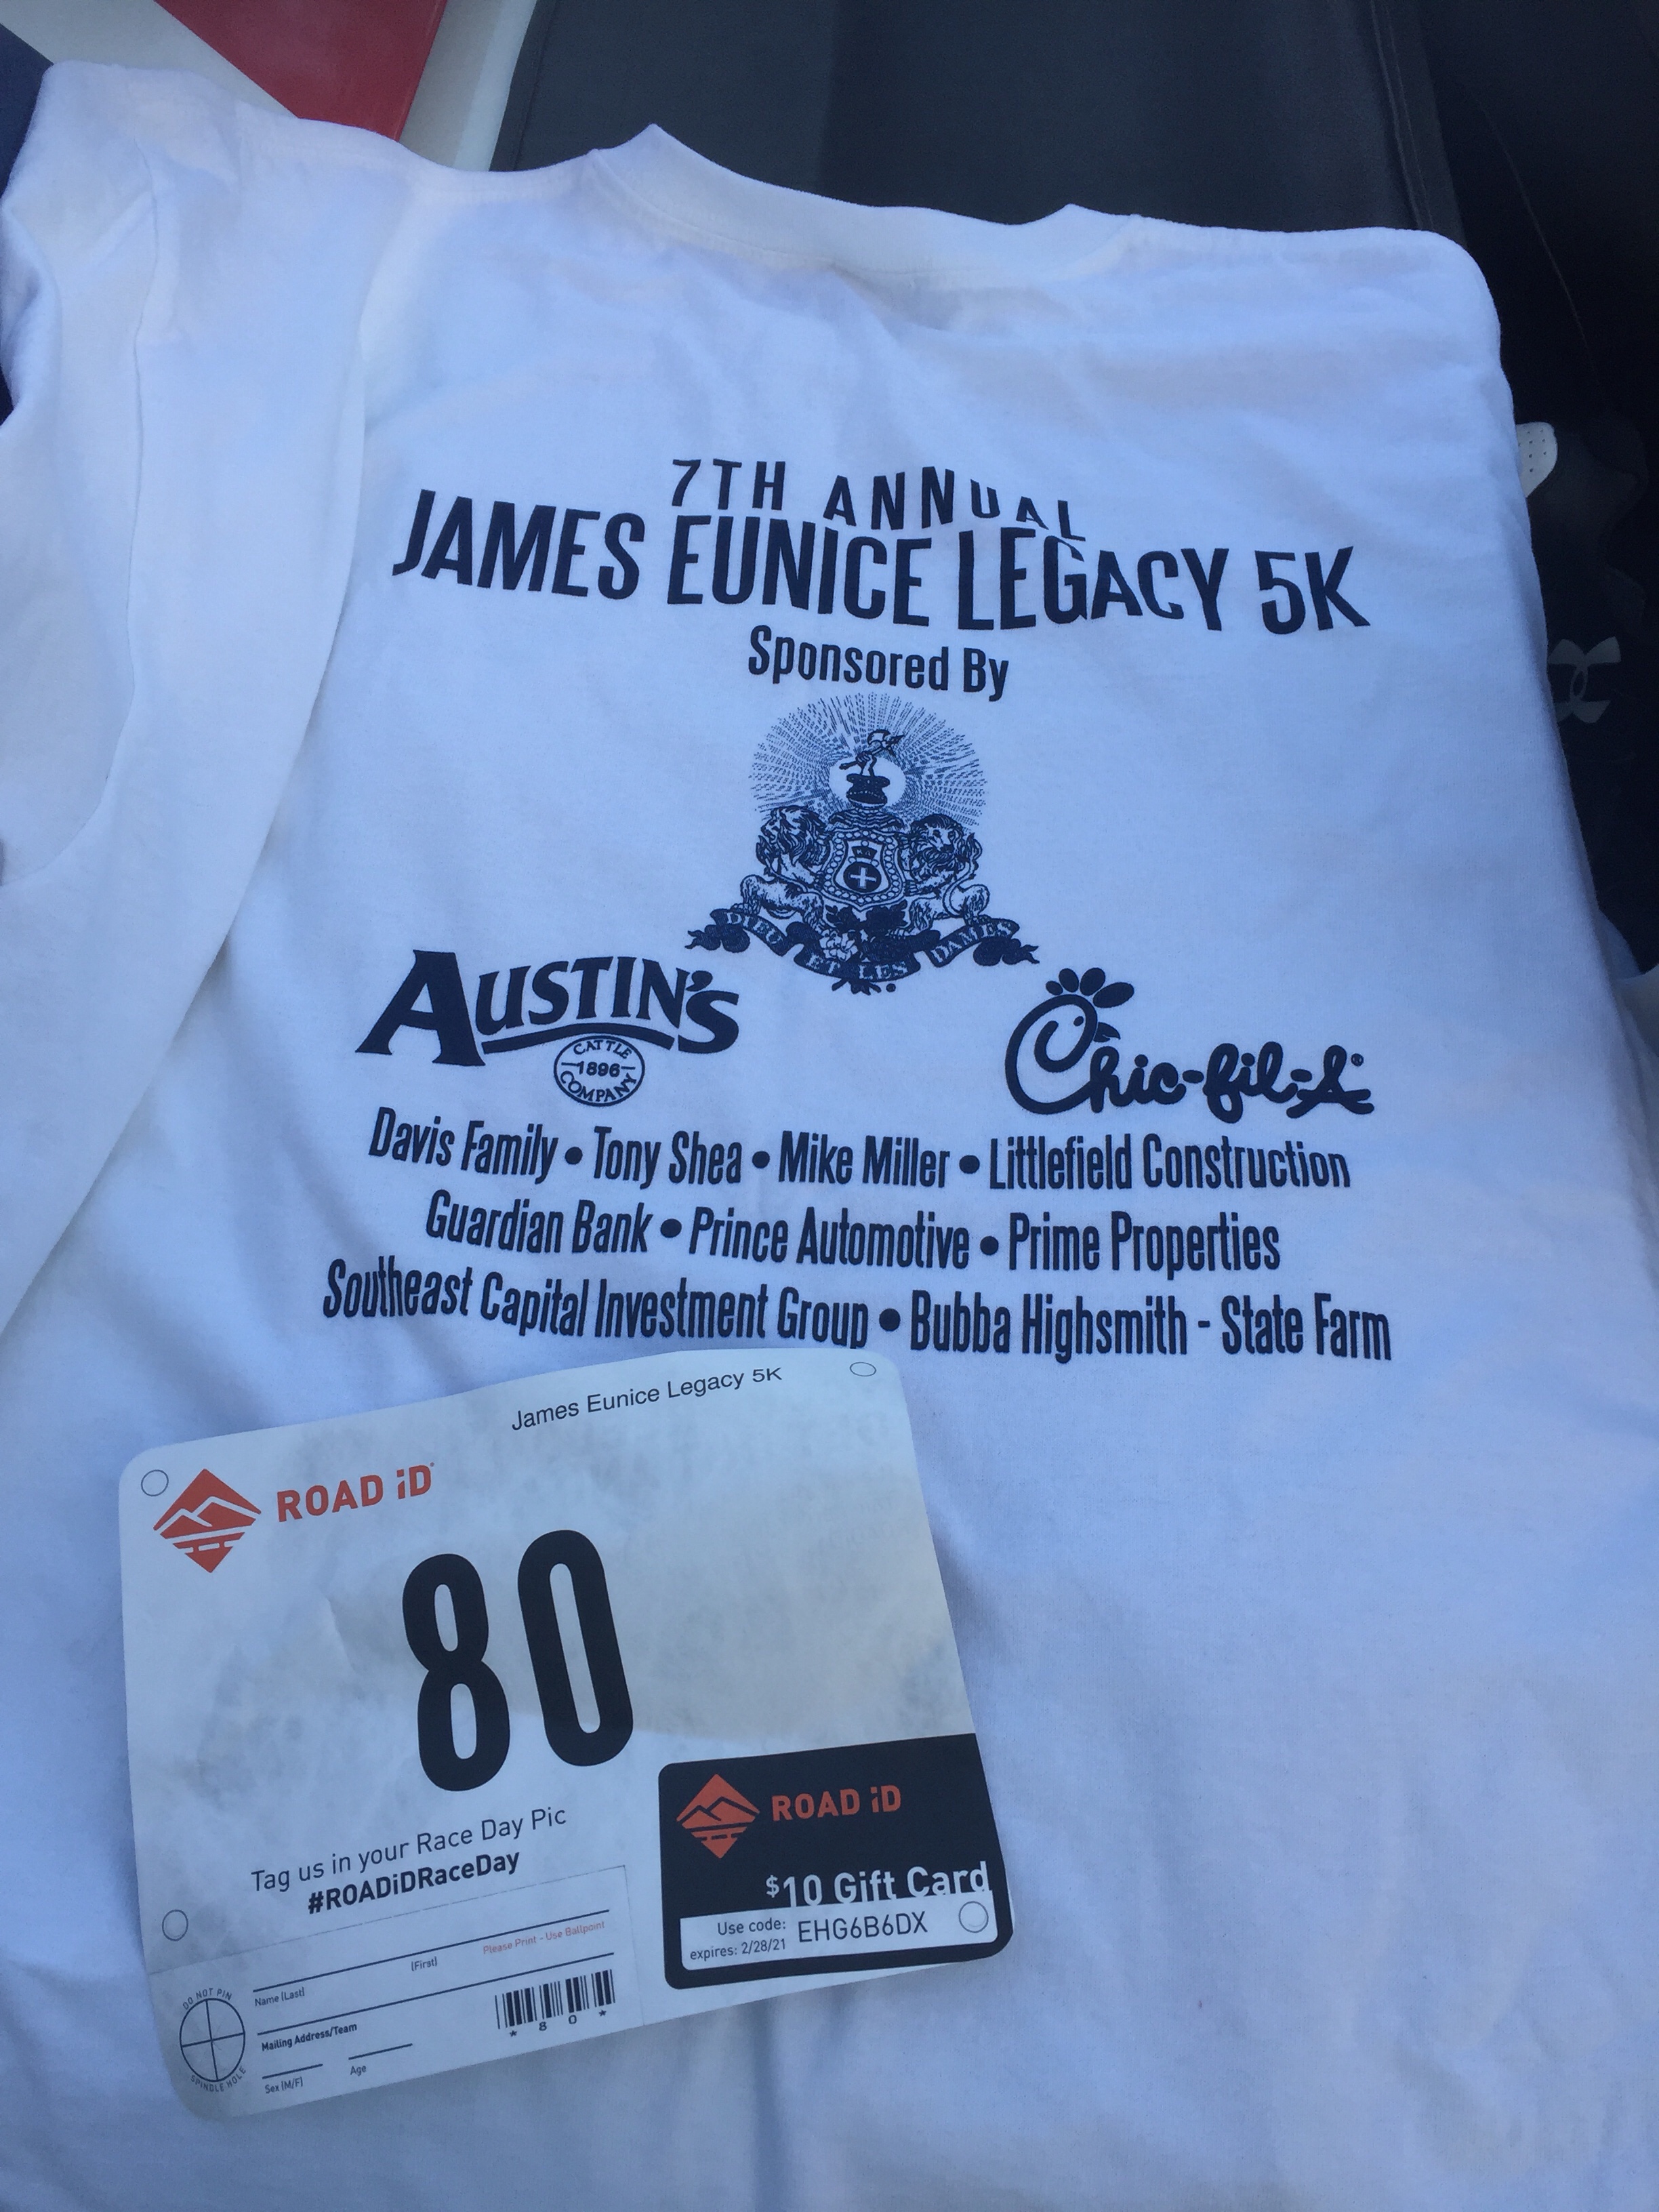 7TH ANNUAL
JAMES EUNICE LEGACY 5K
Sponsored By
DIEU ET LES DAMES
AUSTIN'S
CATTLE
1896
COMPANY
Chic-fil-A®
Davis Family • Tony Shea • Mike Miller • Littlefield Construction
Guardian Bank • Prince Automotive • Prime Properties
Southeast Capital Investment Group • Bubba Highsmith - State Farm
James Eunice Legacy 5K
ROAD iD
80
Tag us in your Race Day Pic
#ROADiDRaceDay
ROAD iD
$10 Gift Card
Use code: EHG6B6DX
expires: 2/28/21
Please Print - Use Ballpoint
Name (Last) (First)
Mailing Address/Team
Sex (M/F) Age
DO NOT PIN
SPINDLE HOLE
* 8 0 *